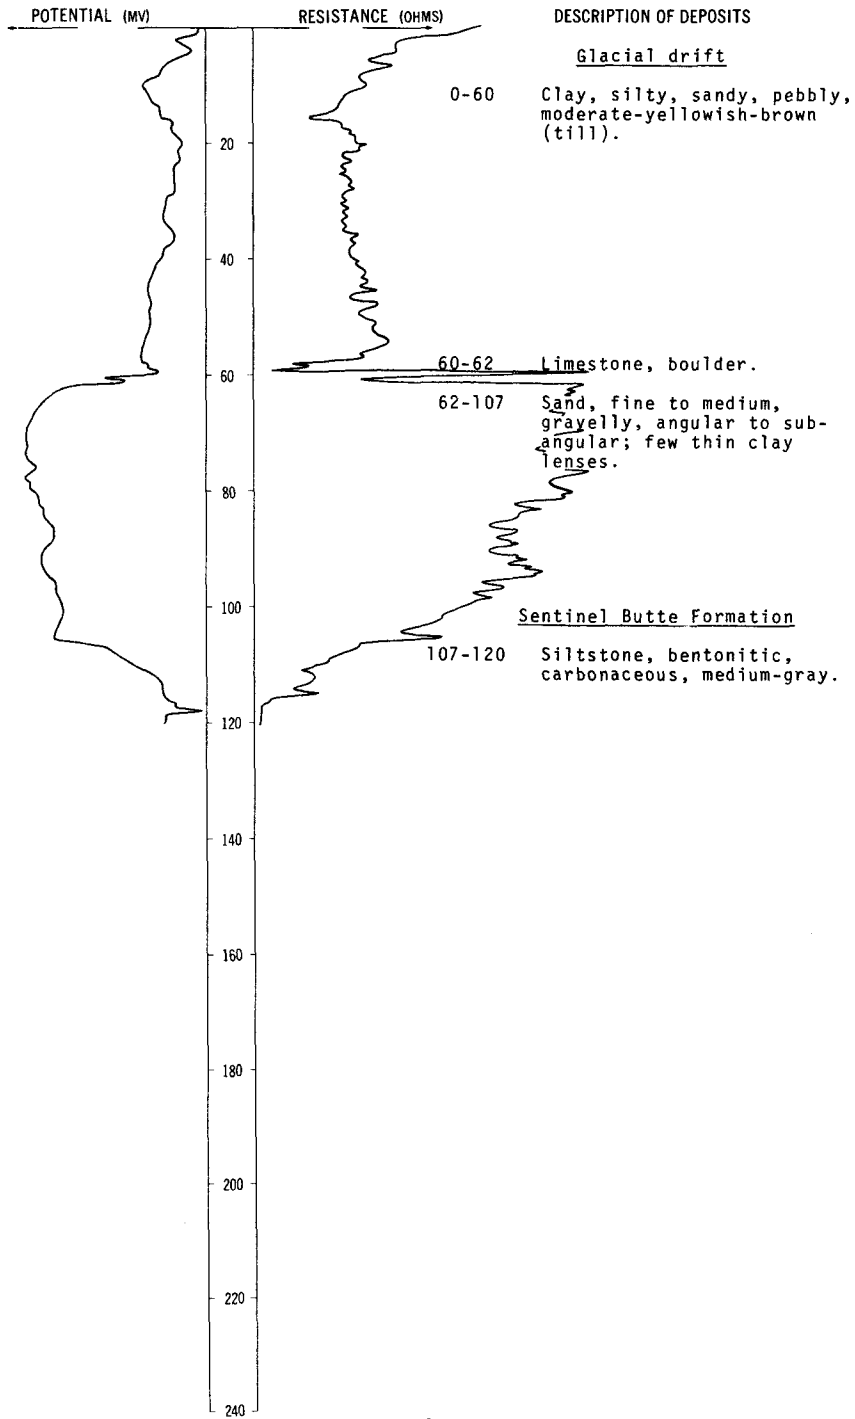 POTENTIAL (MV) RESISTANCE (OHMS) DESCRIPTION OF DEPOSITS
Glacial drift
0-60 Clay, silty, sandy, pebbly,
moderate-yellowish-brown
(till).
20
40
60-62 Limestone, boulder.
60
62-107 Sand, fine to medium,
gravelly, angular to sub-
angular; few thin clay
lenses.
80
100
Sentinel Butte Formation
107-120 Siltstone, bentonitic,
carbonaceous, medium-gray.
120
140
160
180
200
220
240